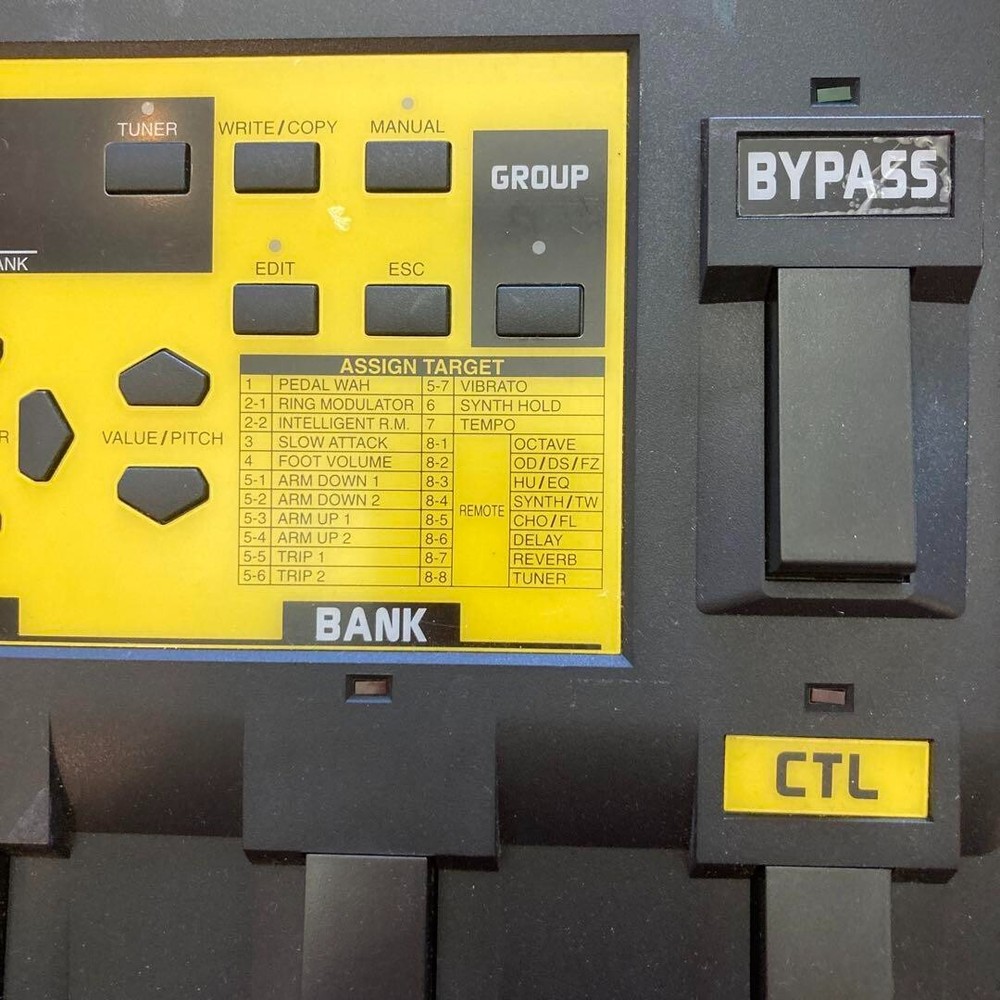 TUNER WRITE/COPY MANUAL
GROUP
BYPASS
EDIT ESC
VALUE/PITCH
ASSIGN TARGET
1 PEDAL WAH 5-7 VIBRATO
2-1 RING MODULATOR 6 SYNTH HOLD
2-2 INTELLIGENT R.M. 7 TEMPO
3 SLOW ATTACK 8-1 OCTAVE
4 FOOT VOLUME 8-2 OD/DS/FZ
5-1 ARM DOWN 1 8-3 HU/EQ
5-2 ARM DOWN 2 8-4 REMOTE SYNTH/TW
5-3 ARM UP 1 8-5 CHO/FL
5-4 ARM UP 2 8-6 DELAY
5-5 TRIP 1 8-7 REVERB
5-6 TRIP 2 8-8 TUNER
BANK
CTL